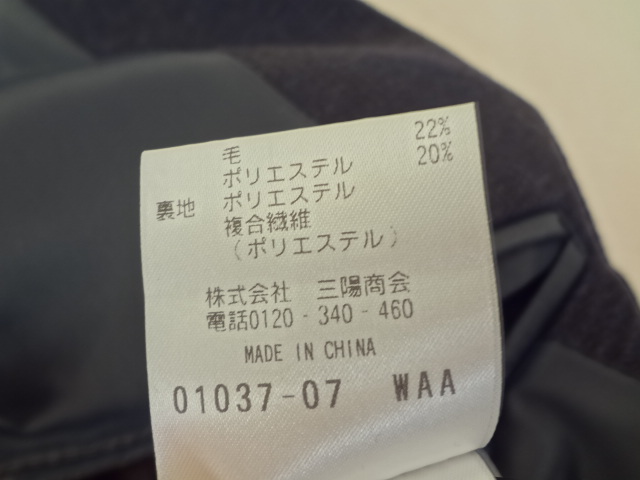 毛 22%
ポリエステル 20%
裏地 ポリエステル
複合繊維
(ポリエステル)
株式会社 三陽商会
電話0120-340-460
MADE IN CHINA
01037-07 WAA